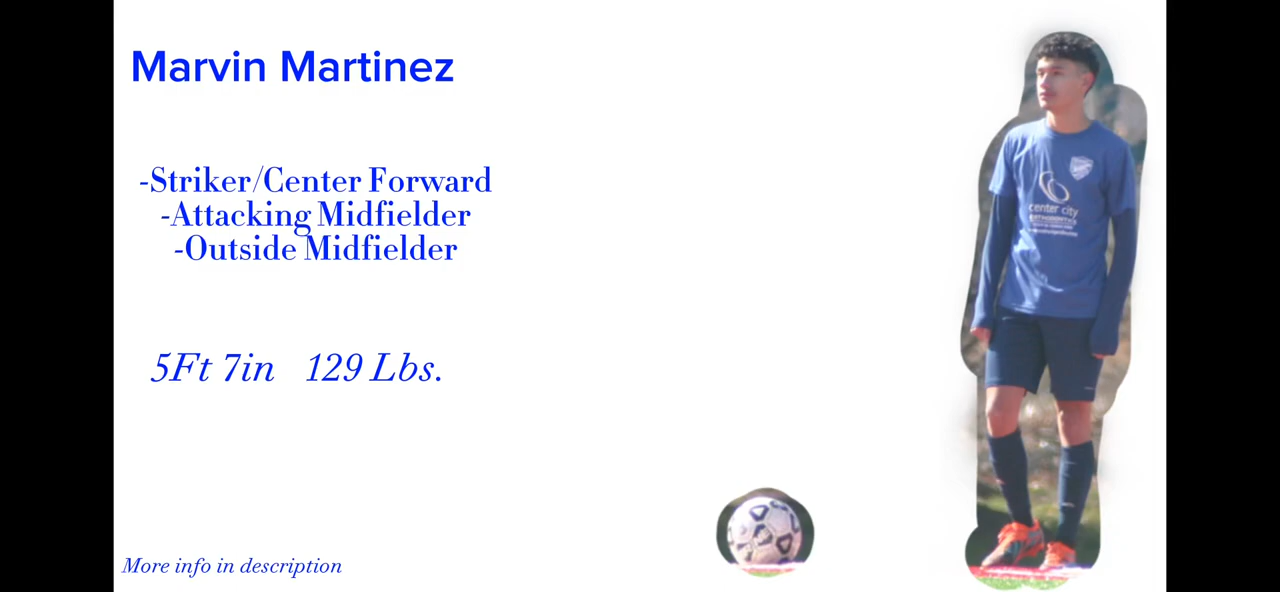 Marvin Martinez
-Striker/Center Forward
-Attacking Midfielder
-Outside Midfielder
5Ft 7in 129 Lbs.
More info in description
center city